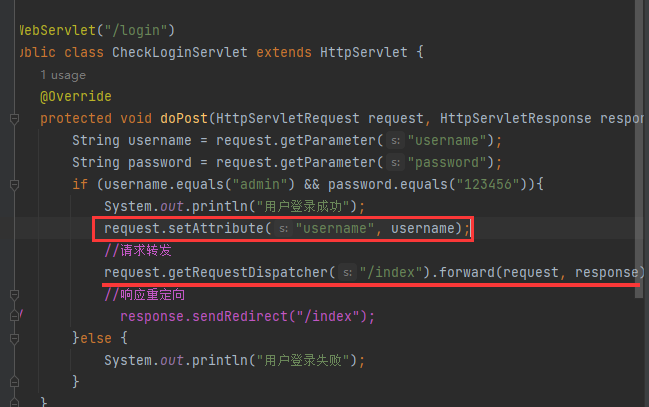 WebServlet("/login")
ublic class CheckLoginServlet extends HttpServlet {
1 usage
@Override
protected void doPost(HttpServletRequest request, HttpServletResponse respon
String username = request.getParameter( s: "username");
String password = request.getParameter( s: "password");
if (username.equals("admin") && password.equals("123456")){
System.out.println("用户登录成功");
request.setAttribute( s: "username", username);
//请求转发
request.getRequestDispatcher( s: "/index").forward(request, response)
//响应重定向
/ response.sendRedirect("/index");
}else {
System.out.println("用户登录失败");
}
}